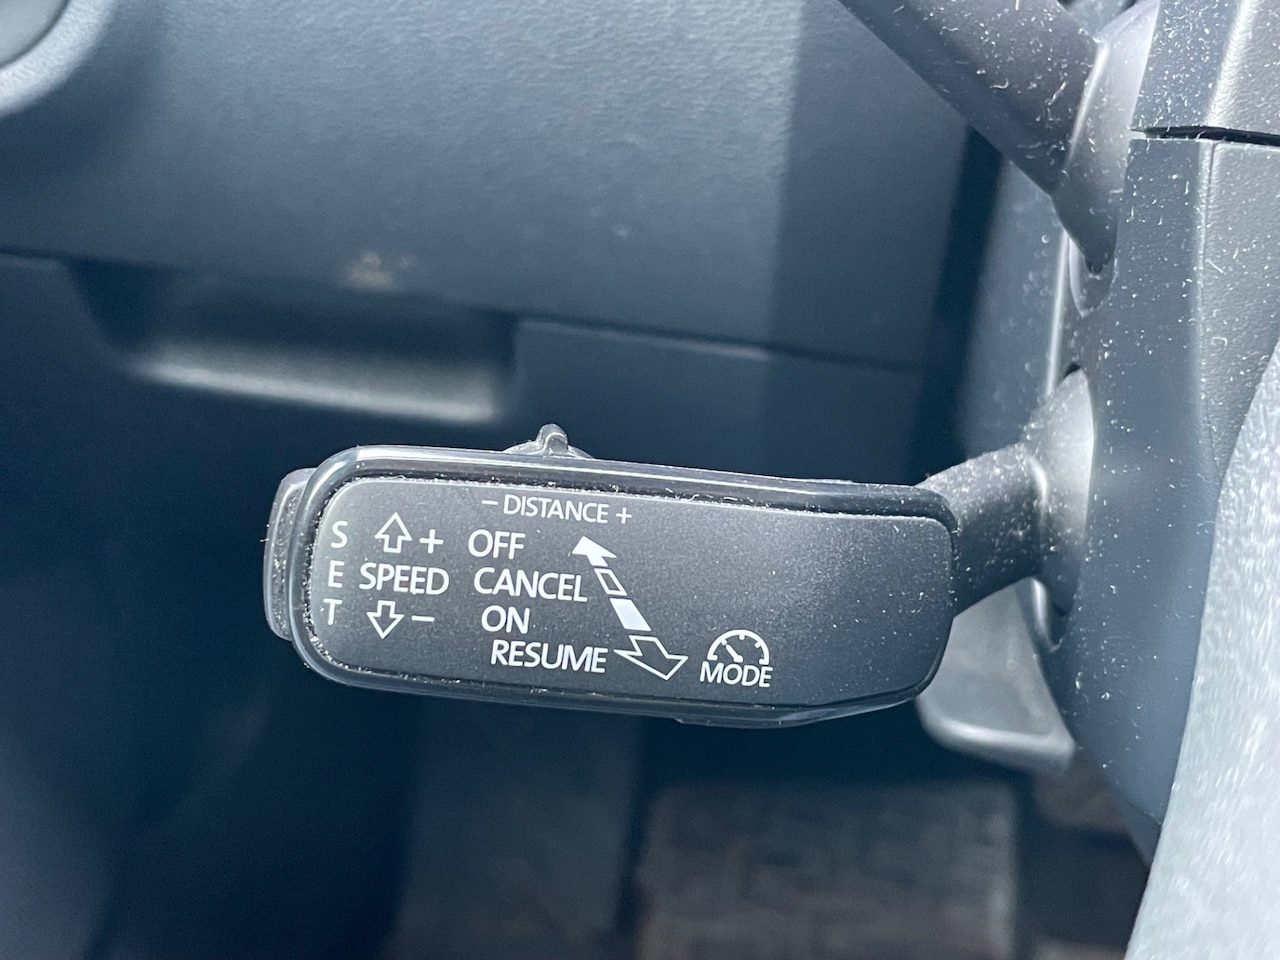 − DISTANCE +
S + OFF
E SPEED CANCEL
T − ON
RESUME
MODE